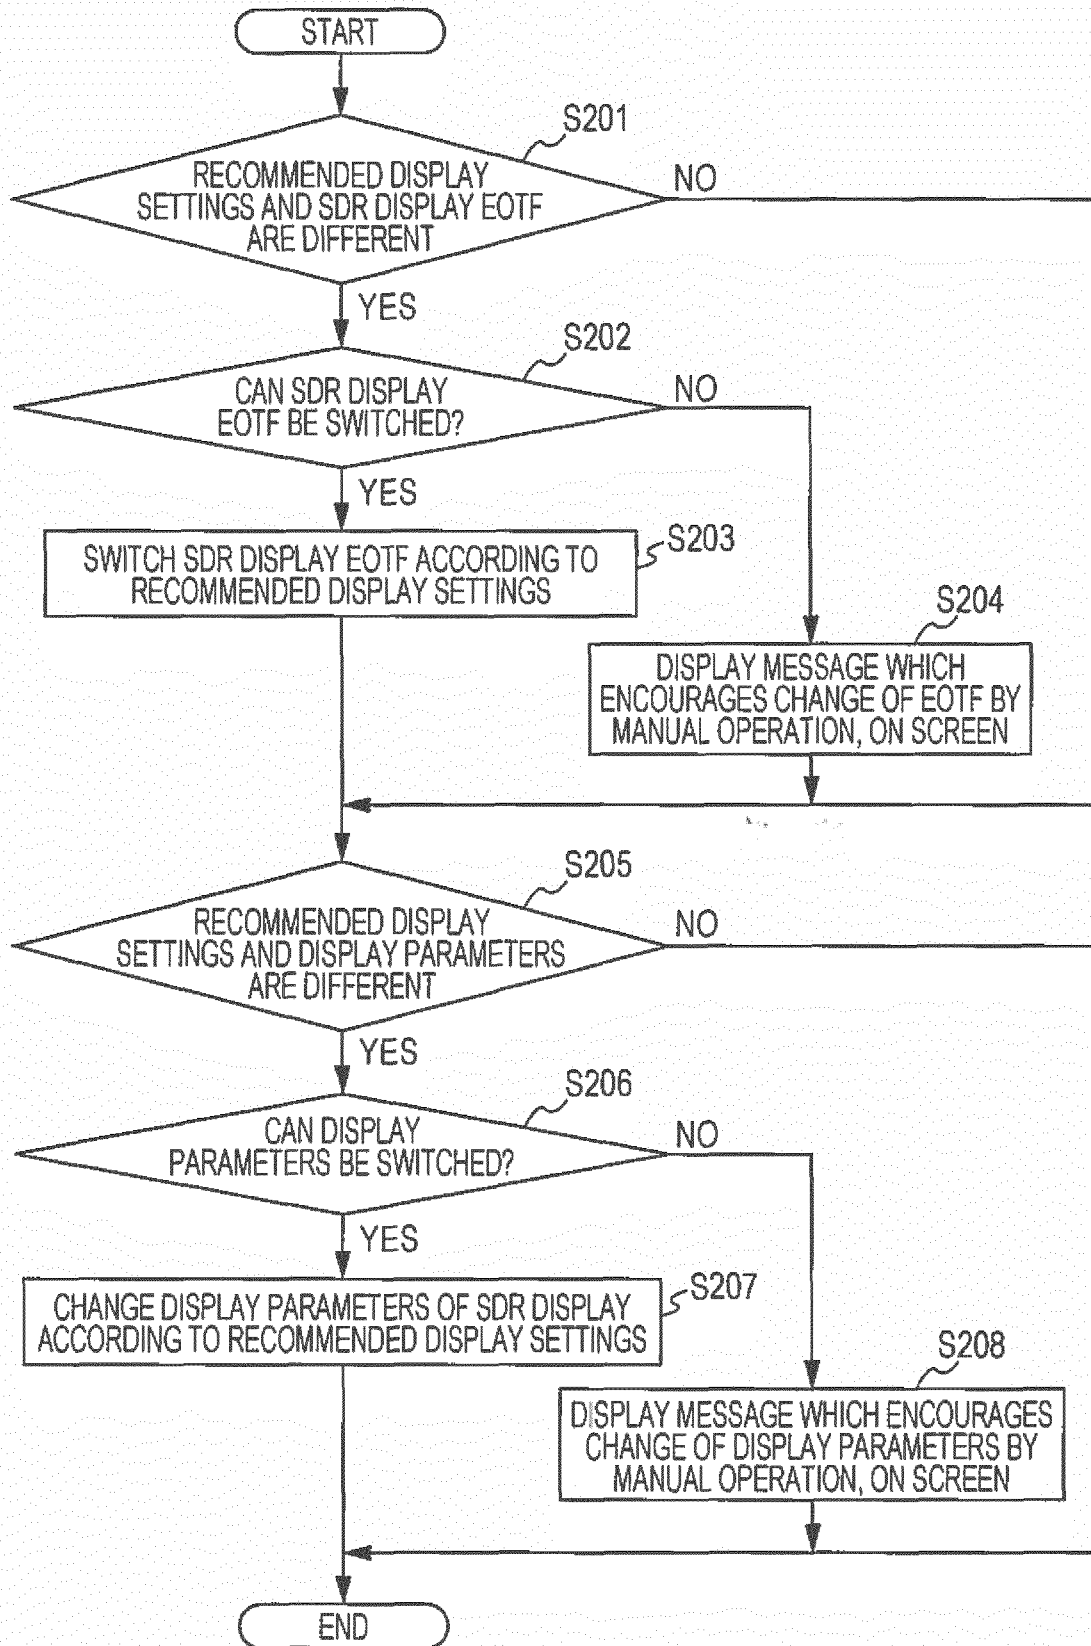 START
S201
RECOMMENDED DISPLAY
SETTINGS AND SDR DISPLAY EOTF
ARE DIFFERENT
NO
YES
S202
CAN SDR DISPLAY
EOTF BE SWITCHED?
NO
YES
S203
SWITCH SDR DISPLAY EOTF ACCORDING TO
RECOMMENDED DISPLAY SETTINGS
S204
DISPLAY MESSAGE WHICH
ENCOURAGES CHANGE OF EOTF BY
MANUAL OPERATION, ON SCREEN
S205
RECOMMENDED DISPLAY
SETTINGS AND DISPLAY PARAMETERS
ARE DIFFERENT
NO
YES
S206
CAN DISPLAY
PARAMETERS BE SWITCHED?
NO
YES
S207
CHANGE DISPLAY PARAMETERS OF SDR DISPLAY
ACCORDING TO RECOMMENDED DISPLAY SETTINGS
S208
DISPLAY MESSAGE WHICH ENCOURAGES
CHANGE OF DISPLAY PARAMETERS BY
MANUAL OPERATION, ON SCREEN
END